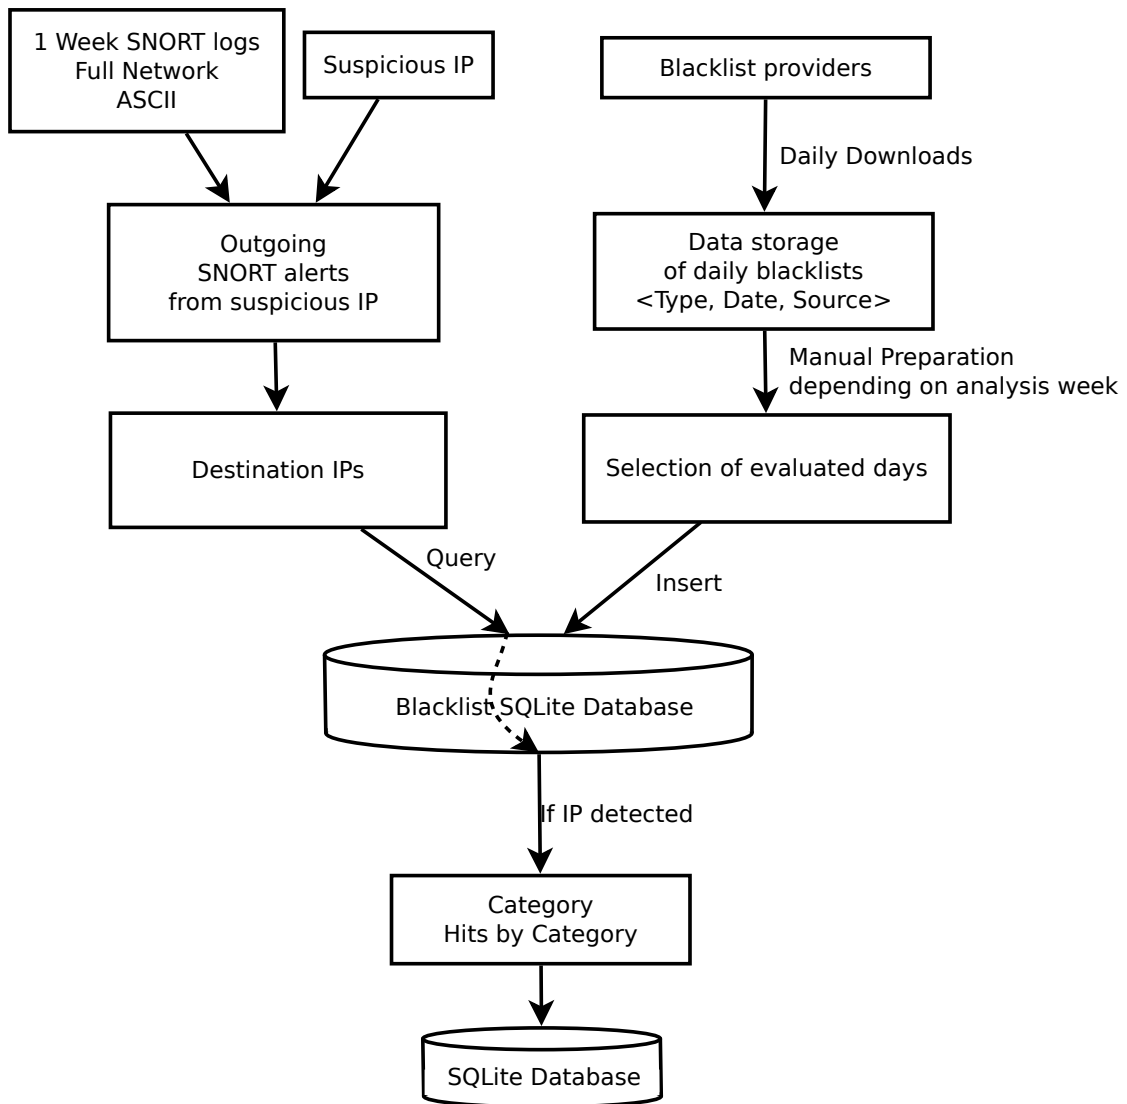 1 Week SNORT logs
Full Network
ASCII
Suspicious IP
Blacklist providers
Daily Downloads
Outgoing
SNORT alerts
from suspicious IP
Data storage
of daily blacklists
<Type, Date, Source>
Manual Preparation
depending on analysis week
Destination IPs
Selection of evaluated days
Query
Insert
Blacklist SQLite Database
If IP detected
Category
Hits by Category
SQLite Database